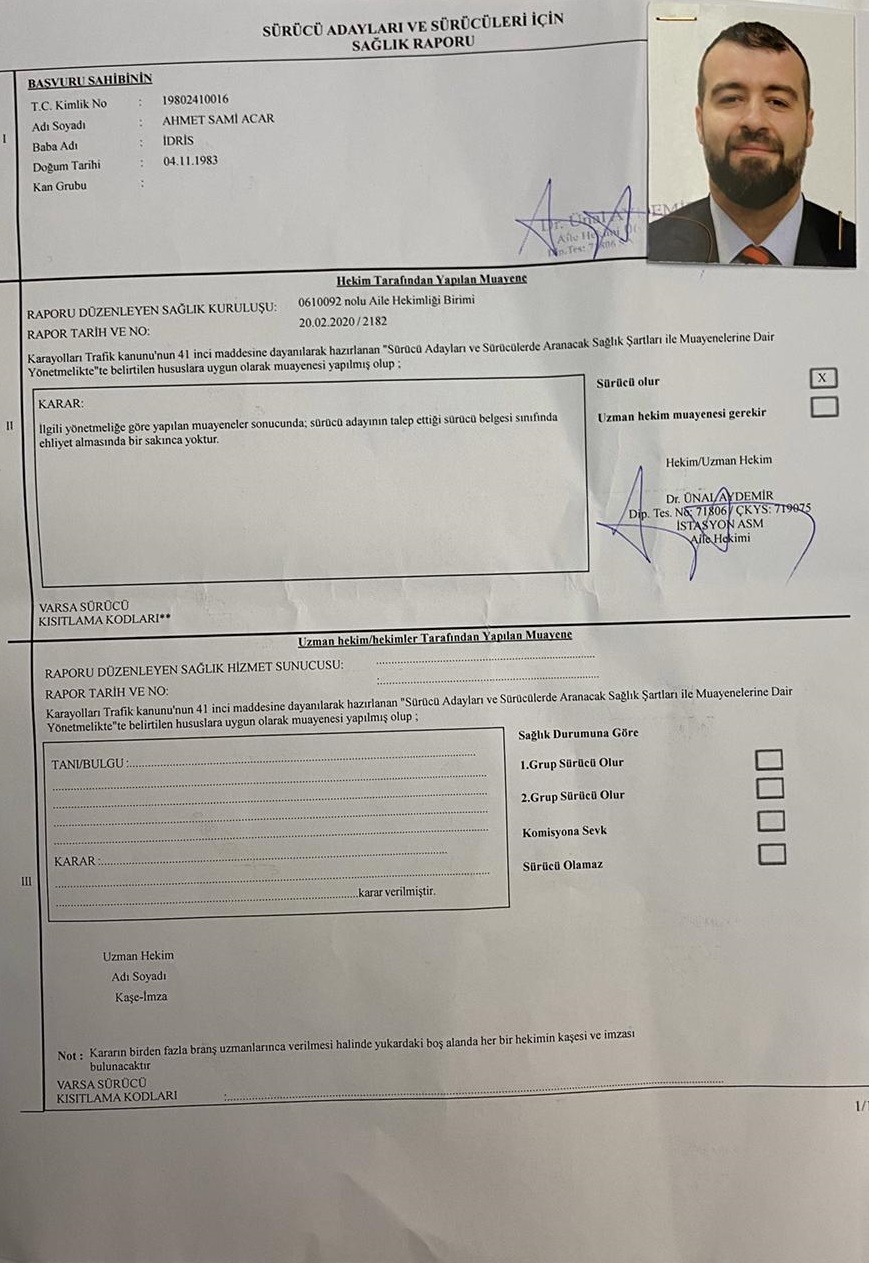 SÜRÜCÜ ADAYLARI VE SÜRÜCÜLERİ İÇİN
SAĞLIK RAPORU
I
BAŞVURU SAHİBİNİN
T.C. Kimlik No : 19802410016
Adı Soyadı : AHMET SAMİ ACAR
Baba Adı : İDRİS
Doğum Tarihi : 04.11.1983
Kan Grubu :
Dr. Ünal
Aile
Hekim Tarafından Yapılan Muayene
RAPORU DÜZENLEYEN SAĞLIK KURULUŞU: 0610092 nolu Aile Hekimliği Birimi
RAPOR TARİH VE NO: 20.02.2020/2182
Karayolları Trafik kanunu'nun 41 inci maddesine dayanılarak hazırlanan "Sürücü Adayları ve Sürücülerde Aranacak Sağlık Şartları ile Muayenelerine Dair
Yönetmelikte"te belirtilen hususlara uygun olarak muayenesi yapılmış olup ;
II
KARAR:
İlgili yönetmeliğe göre yapılan muayeneler sonucunda; sürücü adayının talep ettiği sürücü belgesi sınıfında
ehliyet almasında bir sakınca yoktur.
Sürücü olur X
Uzman hekim muayenesi gerekir
Hekim/Uzman Hekim
Dr. ÜNAL AYDEMİR
Dip. Tes. No: 71806 / ÇKYS: 719075
İSTASYON ASM
Aile Hekimi
VARSA SÜRÜCÜ
KISITLAMA KODLARI**
Uzman hekim/hekimler Tarafından Yapılan Muayene
RAPORU DÜZENLEYEN SAĞLIK HİZMET SUNUCUSU:
RAPOR TARİH VE NO: :
Karayolları Trafik kanunu'nun 41 inci maddesine dayanılarak hazırlanan "Sürücü Adayları ve Sürücülerde Aranacak Sağlık Şartları ile Muayenelerine Dair
Yönetmelikte"te belirtilen hususlara uygun olarak muayenesi yapılmış olup ;
III
TANI/BULGU :
KARAR :
karar verilmiştir.
Sağlık Durumuna Göre
1.Grup Sürücü Olur
2.Grup Sürücü Olur
Komisyona Sevk
Sürücü Olamaz
Uzman Hekim
Adı Soyadı
Kaşe-İmza
Not : Kararın birden fazla branş uzmanlarınca verilmesi halinde yukardaki boş alanda her bir hekimin kaşesi ve imzası
bulunacaktır
VARSA SÜRÜCÜ
KISITLAMA KODLARI :